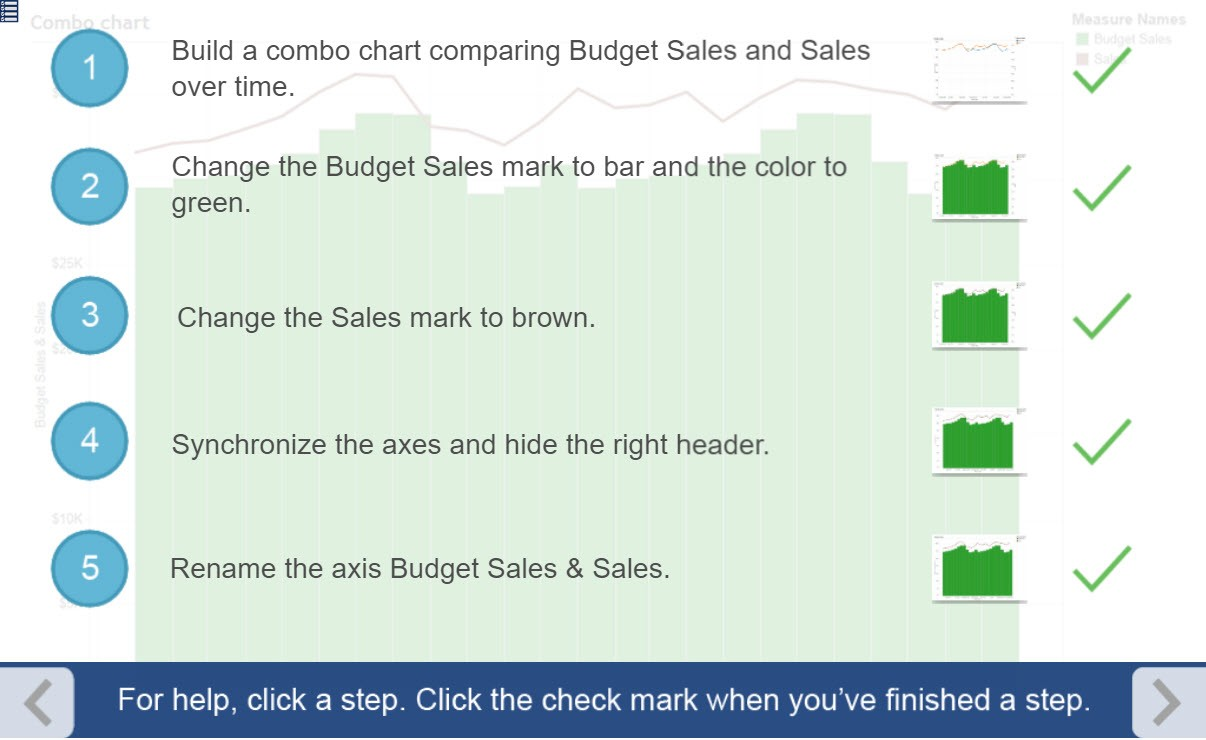 Combo chart
Measure Names
Budget Sales
1
Build a combo chart comparing Budget Sales and Sales
over time.
2
Change the Budget Sales mark to bar and the color to
green.
$25K
3
Change the Sales mark to brown.
Budget Sales & Sales
4
Synchronize the axes and hide the right header.
$10K
5
Rename the axis Budget Sales & Sales.
For help, click a step. Click the check mark when you’ve finished a step.